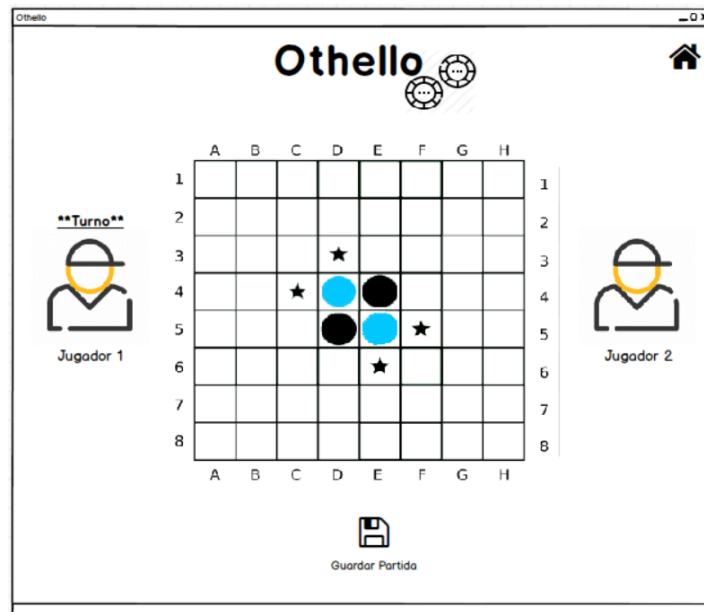 Othello
Othello
A B C D E F G H
1 1
2 2
**Turno**
3 3
4 4
5 5
Jugador 1 Jugador 2
6 6
7 7
8 8
A B C D E F G H
Guardar Partida